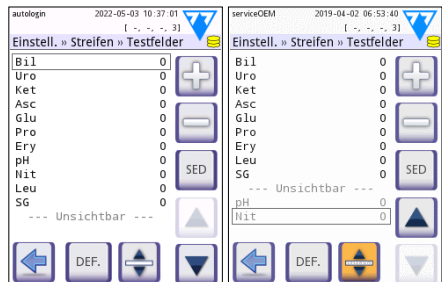 autologin 2022-05-03 10:37:01
[ -, -, -, 3]
Einstell. » Streifen » Testfelder
Bil 0
Uro 0
Ket 0
Asc 0
Glu 0
Pro 0
Ery 0
pH 0
Nit 0
Leu 0
SG 0
--- Unsichtbar ---
SED
DEF.
serviceOEM 2019-04-02 06:53:40
[ -, -, -, 3]
Einstell. » Streifen » Testfelder
Bil 0
Uro 0
Ket 0
Asc 0
Glu 0
Pro 0
Ery 0
Leu 0
SG 0
--- Unsichtbar ---
pH 0
Nit 0
SED
DEF.